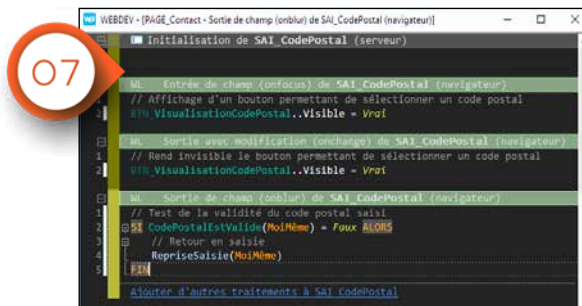 WEBDEV - [PAGE_Contact - Sortie de champ (onblur) de SAI_CodePostal (navigateur)]
Initialisation de SAI_CodePostal (serveur)
07
WL Entrée de champ (onfocus) de SAI_CodePostal (navigateur)
1 // Affichage d'un bouton permettant de sélectionner un code postal
2 BTN_VisualisationCodePostal..Visible = Vrai
WL Sortie avec modification (onchange) de SAI_CodePostal (navigateur)
1 // Rend invisible le bouton permettant de sélectionner un code postal
2 BTN_VisualisationCodePostal..Visible = Vrai
WL Sortie de champ (onblur) de SAI_CodePostal (navigateur)
1 // Test de la validité du code postal saisi
2 SI CodePostalEstValide(MoiMême) = Faux ALORS
3 // Retour en saisie
4 RepriseSaisie(MoiMême)
5 FIN
Ajouter d'autres traitements à SAI_CodePostal